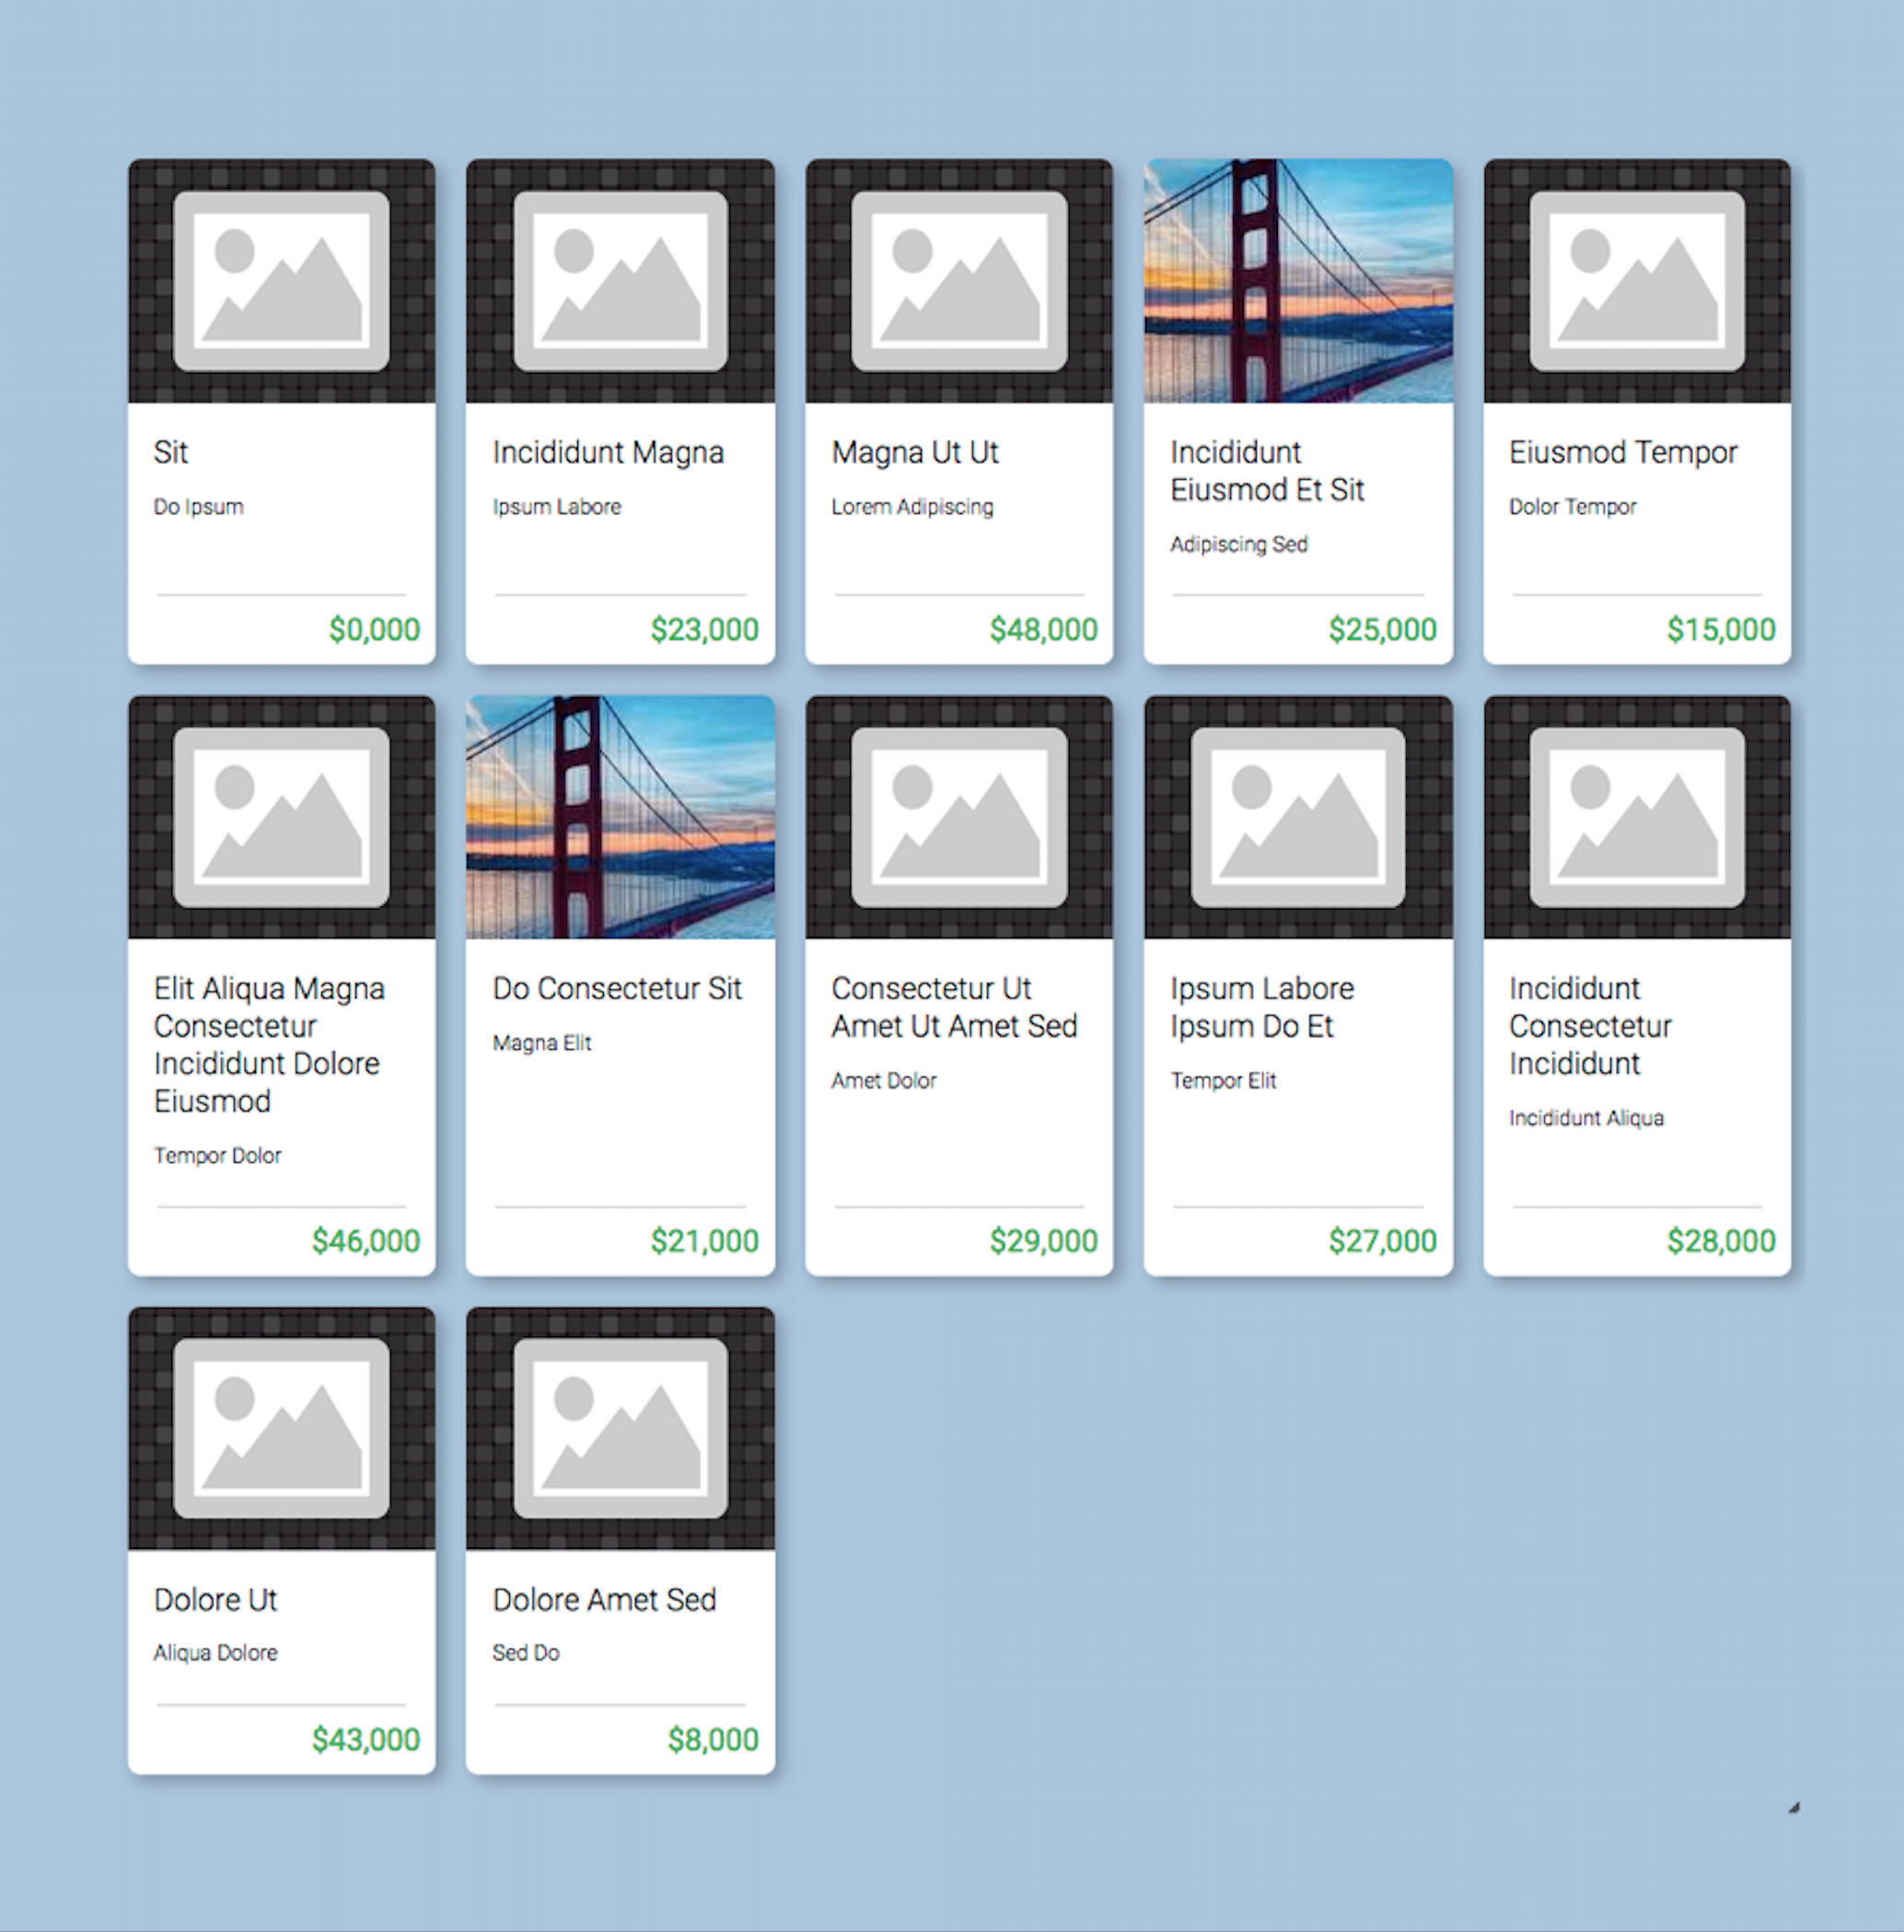 Sit
Do Ipsum
$0,000
Incididunt Magna
Ipsum Labore
$23,000
Magna Ut Ut
Lorem Adipiscing
$48,000
Incididunt
Eiusmod Et Sit
Adipiscing Sed
$25,000
Eiusmod Tempor
Dolor Tempor
$15,000
Elit Aliqua Magna
Consectetur
Incididunt Dolore
Eiusmod
Tempor Dolor
$46,000
Do Consectetur Sit
Magna Elit
$21,000
Consectetur Ut
Amet Ut Amet Sed
Amet Dolor
$29,000
Ipsum Labore
Ipsum Do Et
Tempor Elit
$27,000
Incididunt
Consectetur
Incididunt
Incididunt Aliqua
$28,000
Dolore Ut
Aliqua Dolore
$43,000
Dolore Amet Sed
Sed Do
$8,000